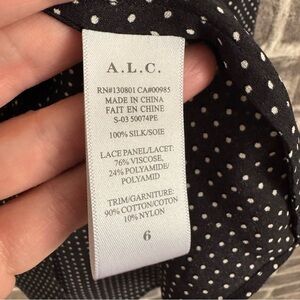 A.L.C.
RN#130801 CA#00985
MADE IN CHINA
FAIT EN CHINE
S-03 50074PE
100% SILK/SOIE
LACE PANEL/LACET:
76% VISCOSE,
24% POLYAMIDE/
POLYAMID
TRIM/GARNITURE:
90% COTTON/COTON
10% NYLON
6